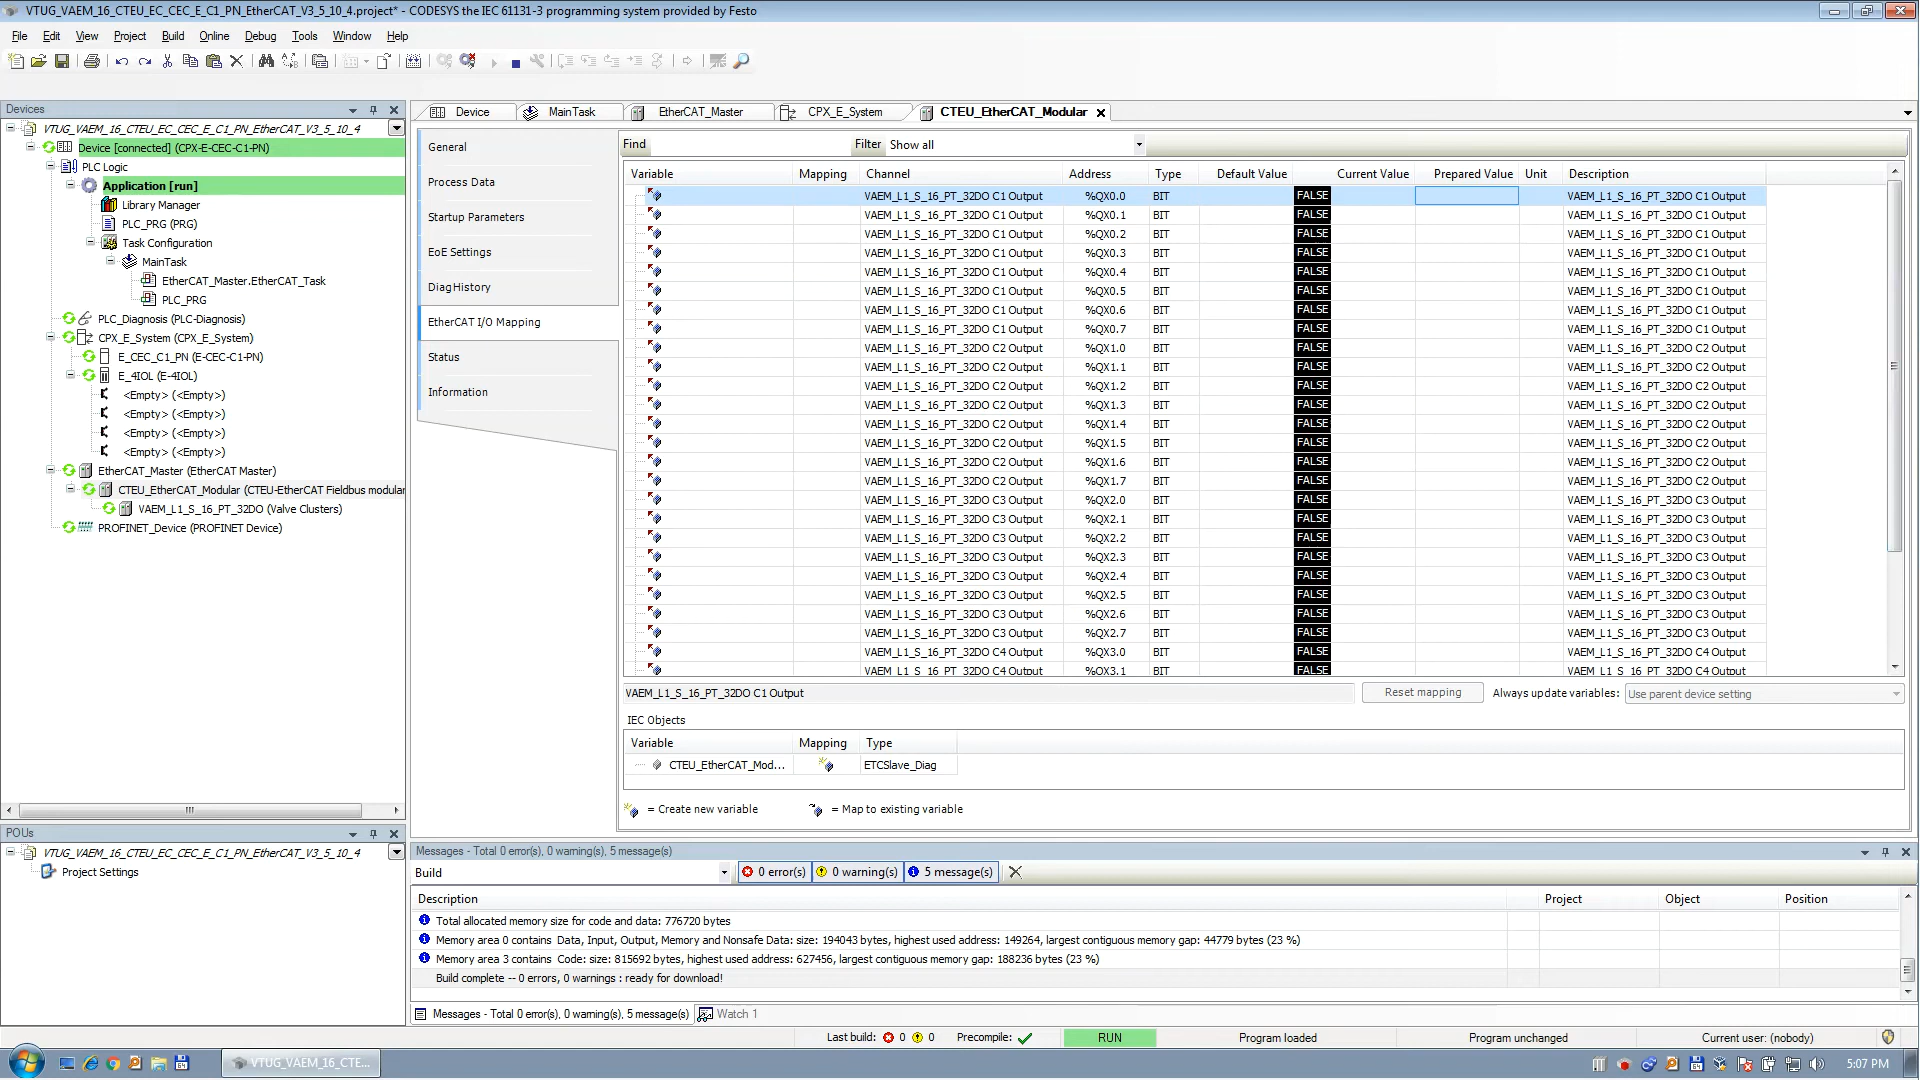 VTUG_VAEM_16_CTEU_EC_CEC_E_C1_PN_EtherCAT_V3_5_10_4.project* - CODESYS the IEC 61131-3 programming system provided by Festo
File Edit View Project Build Online Debug Tools Window Help
Devices
VTUG_VAEM_16_CTEU_EC_CEC_E_C1_PN_EtherCAT_V3_5_10_4
Device [connected] (CPX-E-CEC-C1-PN)
PLC Logic
Application [run]
Library Manager
PLC_PRG (PRG)
Task Configuration
MainTask
EtherCAT_Master.EtherCAT_Task
PLC_PRG
PLC_Diagnosis (PLC-Diagnosis)
CPX_E_System (CPX_E_System)
E_CEC_C1_PN (E-CEC-C1-PN)
E_4IOL (E-4IOL)
<Empty> (<Empty>)
<Empty> (<Empty>)
<Empty> (<Empty>)
<Empty> (<Empty>)
EtherCAT_Master (EtherCAT Master)
CTEU_EtherCAT_Modular (CTEU-EtherCAT Fieldbus modular
VAEM_L1_S_16_PT_32DO (Valve Clusters)
PROFINET_Device (PROFINET Device)
POUs
VTUG_VAEM_16_CTEU_EC_CEC_E_C1_PN_EtherCAT_V3_5_10_4
Project Settings
Device MainTask EtherCAT_Master CPX_E_System CTEU_EtherCAT_Modular
General
Process Data
Startup Parameters
EoE Settings
DiagHistory
EtherCAT I/O Mapping
Status
Information
Find Filter Show all
Variable Mapping Channel Address Type Default Value Current Value Prepared Value Unit Description
VAEM_L1_S_16_PT_32DO C1 Output %QX0.0 BIT FALSE VAEM_L1_S_16_PT_32DO C1 Output
VAEM_L1_S_16_PT_32DO C1 Output %QX0.1 BIT FALSE VAEM_L1_S_16_PT_32DO C1 Output
VAEM_L1_S_16_PT_32DO C1 Output %QX0.2 BIT FALSE VAEM_L1_S_16_PT_32DO C1 Output
VAEM_L1_S_16_PT_32DO C1 Output %QX0.3 BIT FALSE VAEM_L1_S_16_PT_32DO C1 Output
VAEM_L1_S_16_PT_32DO C1 Output %QX0.4 BIT FALSE VAEM_L1_S_16_PT_32DO C1 Output
VAEM_L1_S_16_PT_32DO C1 Output %QX0.5 BIT FALSE VAEM_L1_S_16_PT_32DO C1 Output
VAEM_L1_S_16_PT_32DO C1 Output %QX0.6 BIT FALSE VAEM_L1_S_16_PT_32DO C1 Output
VAEM_L1_S_16_PT_32DO C1 Output %QX0.7 BIT FALSE VAEM_L1_S_16_PT_32DO C1 Output
VAEM_L1_S_16_PT_32DO C2 Output %QX1.0 BIT FALSE VAEM_L1_S_16_PT_32DO C2 Output
VAEM_L1_S_16_PT_32DO C2 Output %QX1.1 BIT FALSE VAEM_L1_S_16_PT_32DO C2 Output
VAEM_L1_S_16_PT_32DO C2 Output %QX1.2 BIT FALSE VAEM_L1_S_16_PT_32DO C2 Output
VAEM_L1_S_16_PT_32DO C2 Output %QX1.3 BIT FALSE VAEM_L1_S_16_PT_32DO C2 Output
VAEM_L1_S_16_PT_32DO C2 Output %QX1.4 BIT FALSE VAEM_L1_S_16_PT_32DO C2 Output
VAEM_L1_S_16_PT_32DO C2 Output %QX1.5 BIT FALSE VAEM_L1_S_16_PT_32DO C2 Output
VAEM_L1_S_16_PT_32DO C2 Output %QX1.6 BIT FALSE VAEM_L1_S_16_PT_32DO C2 Output
VAEM_L1_S_16_PT_32DO C2 Output %QX1.7 BIT FALSE VAEM_L1_S_16_PT_32DO C2 Output
VAEM_L1_S_16_PT_32DO C3 Output %QX2.0 BIT FALSE VAEM_L1_S_16_PT_32DO C3 Output
VAEM_L1_S_16_PT_32DO C3 Output %QX2.1 BIT FALSE VAEM_L1_S_16_PT_32DO C3 Output
VAEM_L1_S_16_PT_32DO C3 Output %QX2.2 BIT FALSE VAEM_L1_S_16_PT_32DO C3 Output
VAEM_L1_S_16_PT_32DO C3 Output %QX2.3 BIT FALSE VAEM_L1_S_16_PT_32DO C3 Output
VAEM_L1_S_16_PT_32DO C3 Output %QX2.4 BIT FALSE VAEM_L1_S_16_PT_32DO C3 Output
VAEM_L1_S_16_PT_32DO C3 Output %QX2.5 BIT FALSE VAEM_L1_S_16_PT_32DO C3 Output
VAEM_L1_S_16_PT_32DO C3 Output %QX2.6 BIT FALSE VAEM_L1_S_16_PT_32DO C3 Output
VAEM_L1_S_16_PT_32DO C3 Output %QX2.7 BIT FALSE VAEM_L1_S_16_PT_32DO C3 Output
VAEM_L1_S_16_PT_32DO C4 Output %QX3.0 BIT FALSE VAEM_L1_S_16_PT_32DO C4 Output
VAEM_L1_S_16_PT_32DO C4 Output %QX3.1 BIT FALSE VAEM_L1_S_16_PT_32DO C4 Output
VAEM_L1_S_16_PT_32DO C1 Output Reset mapping Always update variables: Use parent device setting
IEC Objects
Variable Mapping Type
CTEU_EtherCAT_Mod... ETCSlave_Diag
= Create new variable = Map to existing variable
Messages - Total 0 error(s), 0 warning(s), 5 message(s)
Build 0 error(s) 0 warning(s) 5 message(s)
Description Project Object Position
Total allocated memory size for code and data: 776720 bytes
Memory area 0 contains Data, Input, Output, Memory and Nonsafe Data: size: 194043 bytes, highest used address: 149264, largest contiguous memory gap: 44779 bytes (23 %)
Memory area 3 contains Code: size: 815692 bytes, highest used address: 627456, largest contiguous memory gap: 188236 bytes (23 %)
Build complete -- 0 errors, 0 warnings : ready for download!
Messages - Total 0 error(s), 0 warning(s), 5 message(s) Watch 1
Last build: 0 0 Precompile: RUN Program loaded Program unchanged Current user: (nobody)
VTUG_VAEM_16_CTE... 5:07 PM